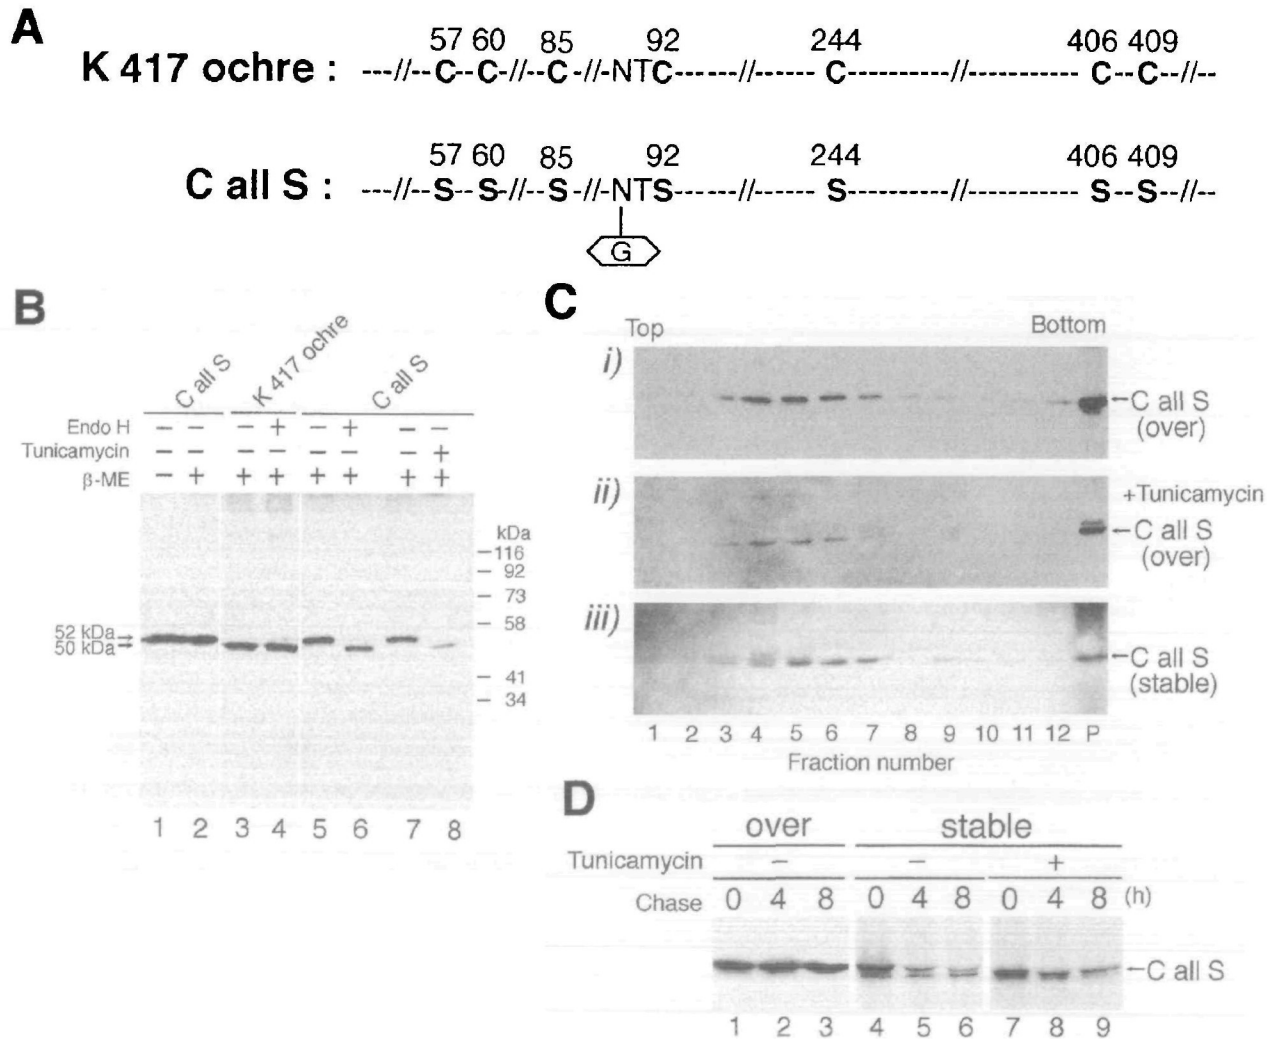 A
57 60 85 92 244 406 409
K 417 ochre : ---//--C--C-//--C-//-NTC------//------ C----------//----------- C--C--//--
57 60 85 92 244 406 409
C all S : ---//--S--S-//--S-//-NTS------//------ S----------//----------- S--S--//--
G
B
C all S K 417 ochre C all S
Endo H − − − + − + − −
Tunicamycin − − − − − − − +
β-ME − + + + + + + +
kDa
116
92
73
58
52 kDa
50 kDa
41
34
1 2 3 4 5 6 7 8
C
Top Bottom
i)
C all S
(over)
ii)
+Tunicamycin
C all S
(over)
iii)
C all S
(stable)
1 2 3 4 5 6 7 8 9 10 11 12 P
Fraction number
D
over stable
Tunicamycin − − +
Chase 0 4 8 0 4 8 0 4 8 (h)
C all S
1 2 3 4 5 6 7 8 9